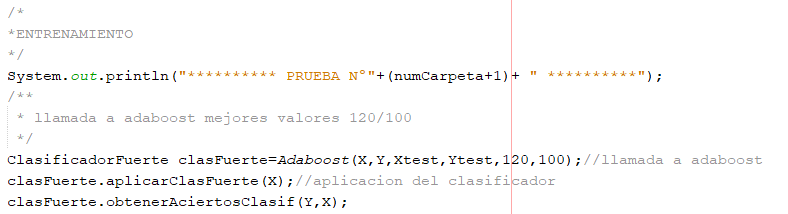 /*
*ENTRENAMIENTO
*/
System.out.println("********** PRUEBA Nº"+(numCarpeta+1)+ " **********");
/**
* llamada a adaboost mejores valores 120/100
*/
ClasificadorFuerte clasFuerte=Adaboost(X,Y,Xtest,Ytest,120,100);//llamada a adaboost
clasFuerte.aplicarClasFuerte(X);//aplicacion del clasificador
clasFuerte.obtenerAciertosClasif(Y,X);